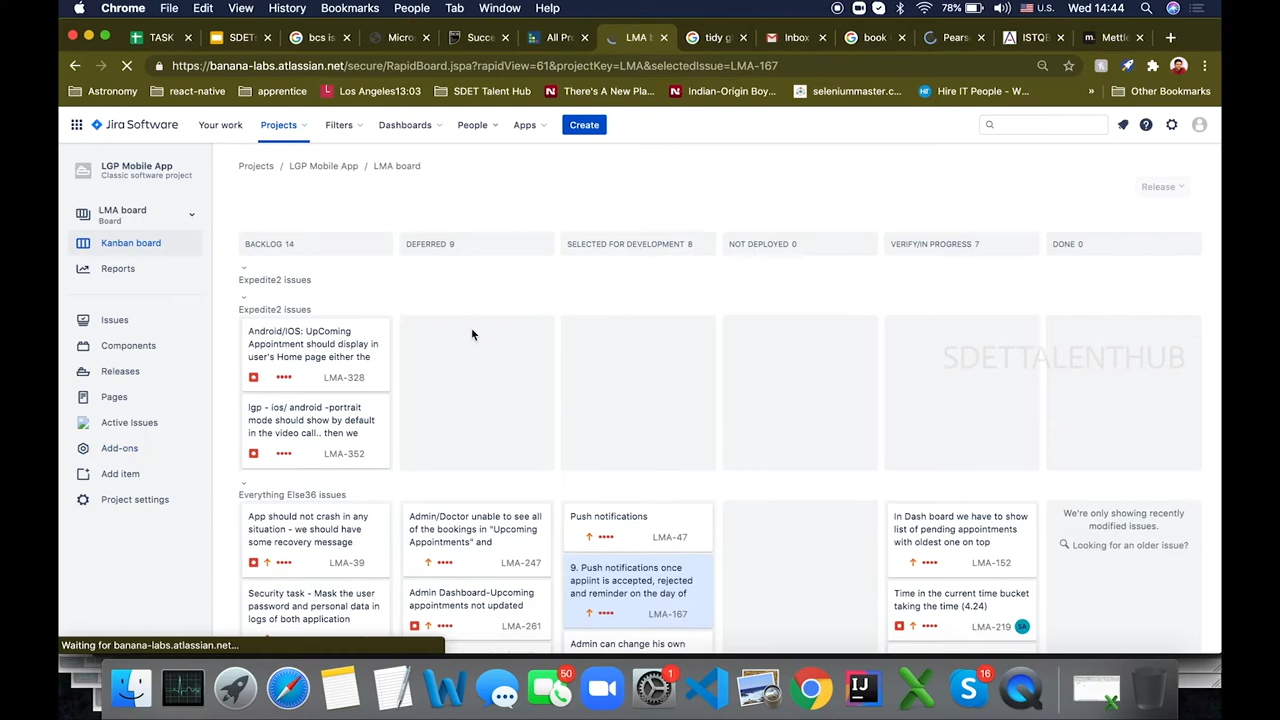 Chrome File Edit View History Bookmarks People Tab Window Help 78% U.S. Wed 14:44
TASK SDETs bcs is Micros Succe All Pro LMA b tidy g Inbox book Pears ISTQB Mettl
https://banana-labs.atlassian.net/secure/RapidBoard.jspa?rapidView=61&projectKey=LMA&selectedIssue=LMA-167
Astronomy react-native apprentice Los Angeles13:03 SDET Talent Hub There's A New Pla... Indian-Origin Boy... seleniummaster.co... Hire IT People - W... » Other Bookmarks
Jira Software Your work Projects Filters Dashboards People Apps Create
LGP Mobile App
Classic software project
LMA board
Board
Kanban board
Reports
Issues
Components
Releases
Pages
Active Issues
Add-ons
Add item
Project settings
Projects / LGP Mobile App / LMA board
Release
BACKLOG 14 DEFERRED 9 SELECTED FOR DEVELOPMENT 8 NOT DEPLOYED 0 VERIFY/IN PROGRESS 7 DONE 0
Expedite2 issues
Expedite2 issues
Android/IOS: UpComing
Appointment should display in
user's Home page either the
LMA-328
lgp - ios/ android -portrait
mode should show by default
in the video call.. then we
LMA-352
SDETTALENTHUB
Everything Else36 issues
App should not crash in any
situation - we should have
some recovery message
LMA-39
Security task - Mask the user
password and personal data in
logs of both application
Admin/Doctor unable to see all
of the bookings in "Upcoming
Appointments" and
LMA-247
Admin Dashboard-Upcoming
appointments not updated
LMA-261
Push notifications
LMA-47
9. Push notifications once
appiint is accepted, rejected
and reminder on the day of
LMA-167
Admin can change his own
In Dash board we have to show
list of pending appointments
with oldest one on top
LMA-152
Time in the current time bucket
taking the time (4.24)
LMA-219 SA
We're only showing recently
modified issues.
Looking for an older issue?
Waiting for banana-labs.atlassian.net...
50 1 16